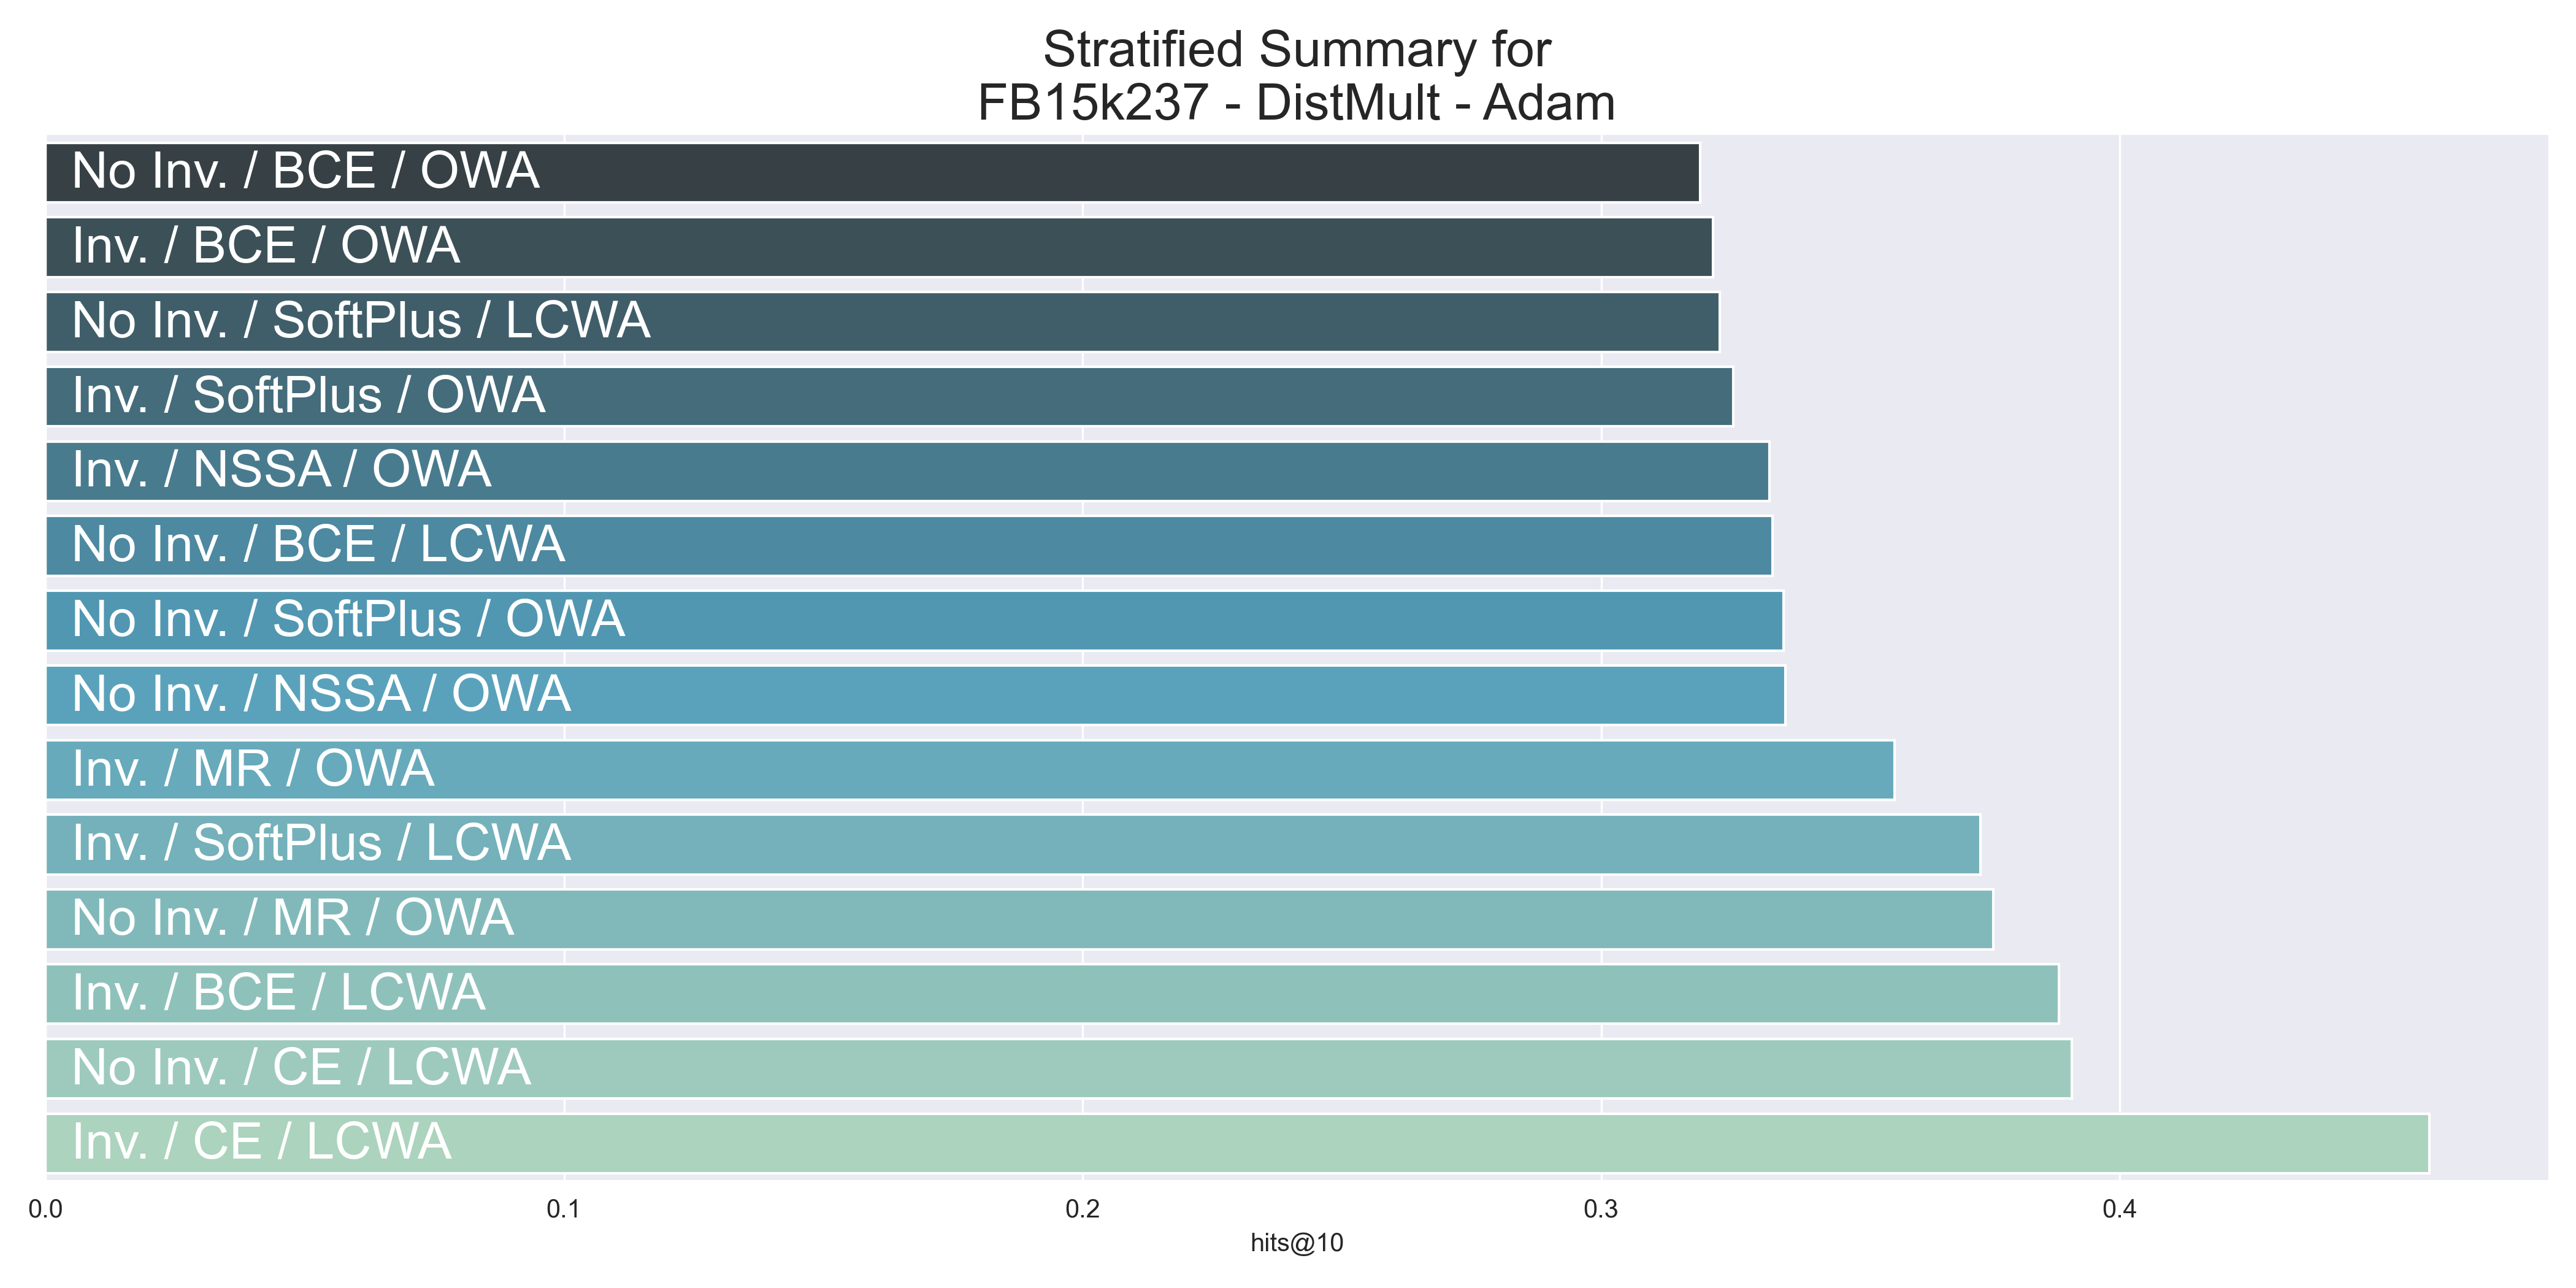 Stratified Summary for
FB15k237 - DistMult - Adam
No Inv. / BCE / OWA
Inv. / BCE / OWA
No Inv. / SoftPlus / LCWA
Inv. / SoftPlus / OWA
Inv. / NSSA / OWA
No Inv. / BCE / LCWA
No Inv. / SoftPlus / OWA
No Inv. / NSSA / OWA
Inv. / MR / OWA
Inv. / SoftPlus / LCWA
No Inv. / MR / OWA
Inv. / BCE / LCWA
No Inv. / CE / LCWA
Inv. / CE / LCWA
0.0 0.1 0.2 0.3 0.4
hits@10